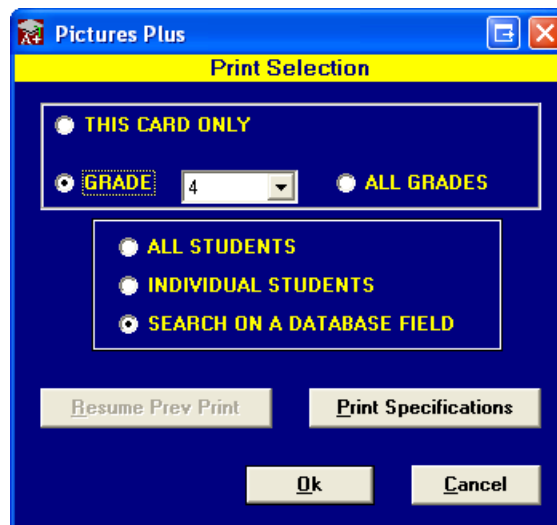 Pictures Plus
Print Selection
THIS CARD ONLY
GRADE 4 ALL GRADES
ALL STUDENTS
INDIVIDUAL STUDENTS
SEARCH ON A DATABASE FIELD
Resume Prev Print Print Specifications
Ok Cancel